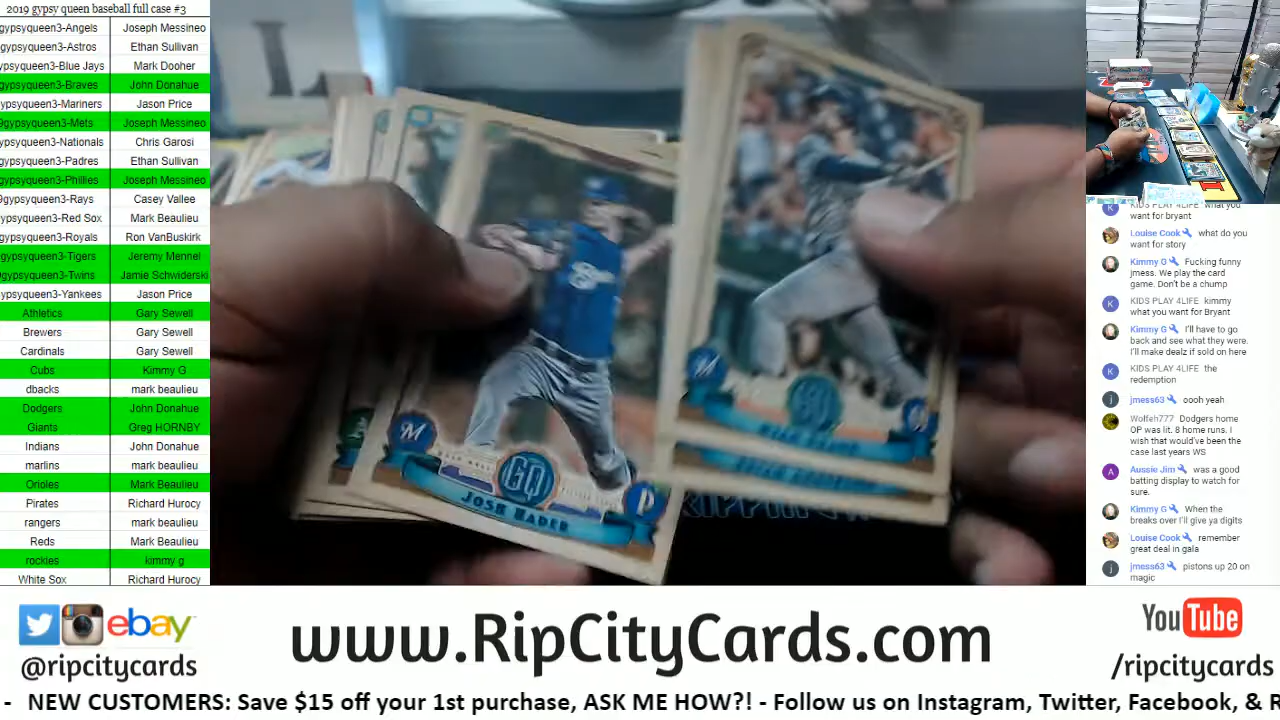 2019 gypsy queen baseball full case #3
gypsyqueen3-Angels Joseph Messineo
gypsyqueen3-Astros Ethan Sullivan
gypsyqueen3-Blue Jays Mark Dooher
gypsyqueen3-Braves John Donahue
gypsyqueen3-Mariners Jason Price
9gypsyqueen3-Mets Joseph Messineo
gypsyqueen3-Nationals Chris Garosi
gypsyqueen3-Padres Ethan Sullivan
gypsyqueen3-Phillies Joseph Messineo
9gypsyqueen3-Rays Casey Vallee
gypsyqueen3-Red Sox Mark Beaulieu
gypsyqueen3-Royals Ron VanBuskirk
gypsyqueen3-Tigers Jeremy Mennel
gypsyqueen3-Twins Jamie Schwiderski
ypsyqueen3-Yankees Jason Price
Athletics Gary Sewell
Brewers Gary Sewell
Cardinals Gary Sewell
Cubs Kimmy G
dbacks mark beaulieu
Dodgers John Donahue
Giants Greg HORNBY
Indians John Donahue
marlins mark beaulieu
Orioles Mark Beaulieu
Pirates Richard Hurocy
rangers mark beaulieu
Reds Mark Beaulieu
rockies kimmy g
White Sox Richard Hurocy
M
GQ
JOSH HADER
P
K KIDS PLAY 4LIFE what you
want for bryant
Louise Cook what do you
want for story
Kimmy G Fucking funny
jmess. We play the card
game. Don't be a chump
K KIDS PLAY 4LIFE kimmy
what you want for Bryant
Kimmy G I'll have to go
back and see what they were.
I'll make dealz if sold on here
K KIDS PLAY 4LIFE the
redemption
j jmess63 oooh yeah
Wolfeh777 Dodgers home
OP was lit. 8 home runs. I
wish that would've been the
case last years WS
A Aussie Jim was a good
batting display to watch for
sure.
Kimmy G When the
breaks over I'll give ya digits
Louise Cook remember
great deal in gala
j jmess63 pistons up 20 on
magic
ebay
@ripcitycards
www.RipCityCards.com
YouTube
/ripcitycards
- NEW CUSTOMERS: Save $15 off your 1st purchase, ASK ME HOW?! - Follow us on Instagram, Twitter, Facebook, & R